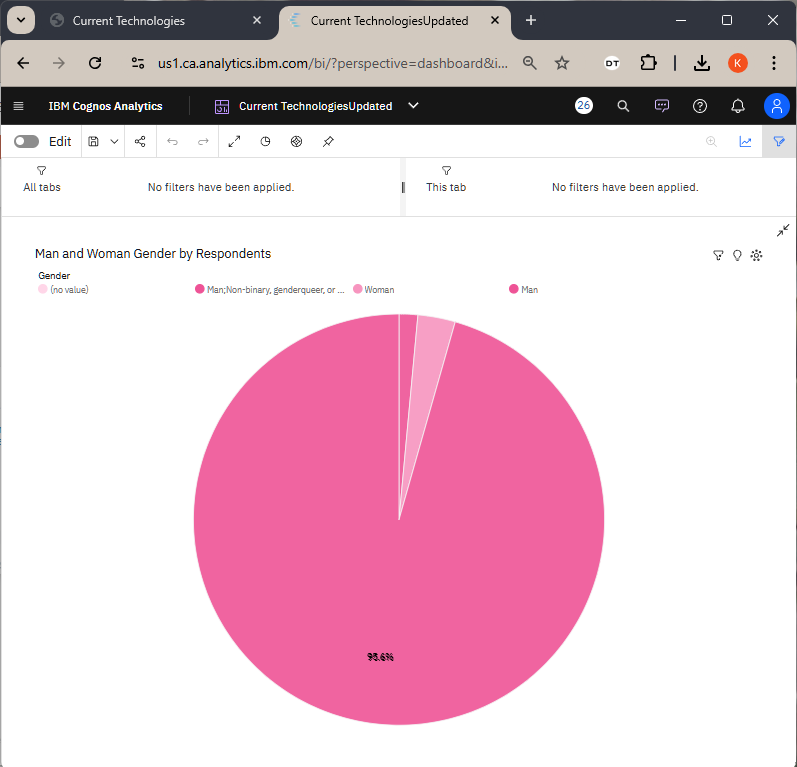 Current Technologies
Current TechnologiesUpdated
us1.ca.analytics.ibm.com/bi/?perspective=dashboard&i...
DT
K
IBM Cognos Analytics
Current TechnologiesUpdated
26
Edit
All tabs
No filters have been applied.
This tab
No filters have been applied.
Man and Woman Gender by Respondents
Gender
(no value)
Man;Non-binary, genderqueer, or ...
Woman
Man